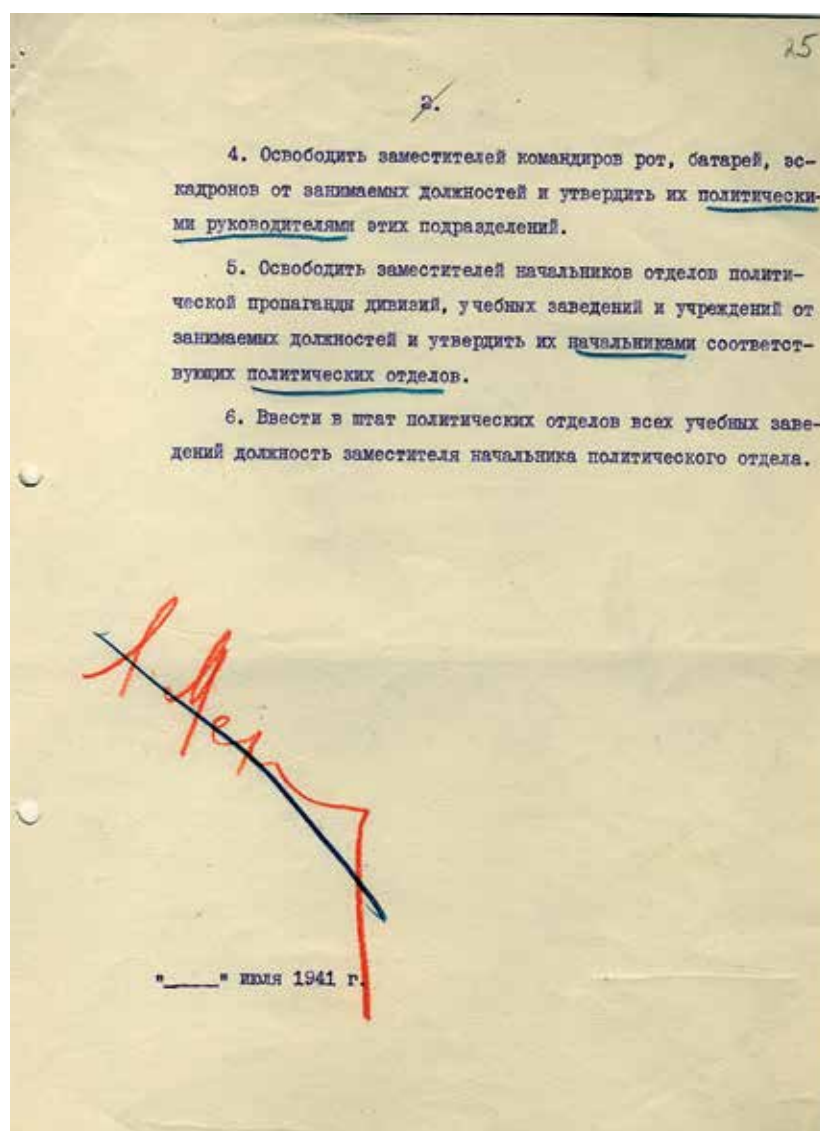 25
2.
4. Освободить заместителей командиров рот, батарей, эс-
кадронов от занимаемых должностей и утвердить их политически-
ми руководителями этих подразделений.
5. Освободить заместителей начальников отделов полити-
ческой пропаганды дивизий, учебных заведений и учреждений от
занимаемых должностей и утвердить их начальниками соответст-
вующих политических отделов.
6. Ввести в штат политических отделов всех учебных заве-
дений должность заместителя начальника политического отдела.
"____" июля 1941 г.